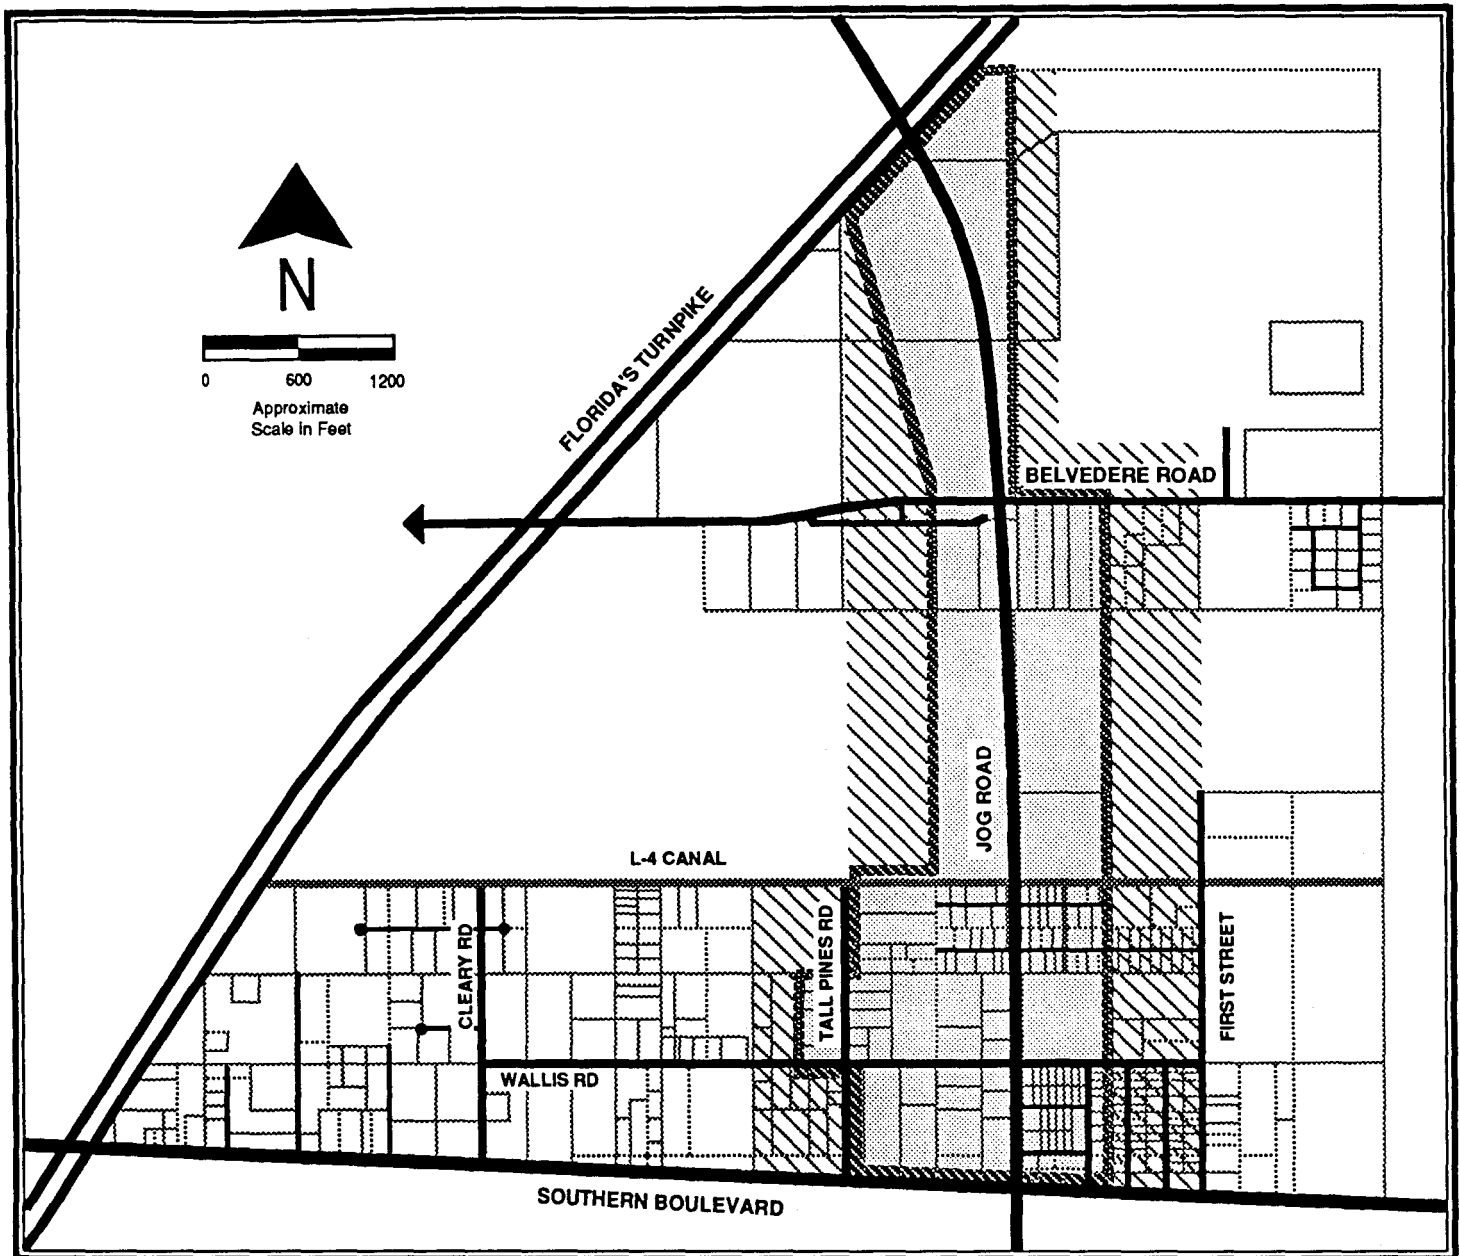 N
0 600 1200
Approximate
Scale in Feet
FLORIDA'S TURNPIKE
BELVEDERE ROAD
JOG ROAD
L-4 CANAL
CLEARY RD
TALL PINES RD
FIRST STREET
WALLIS RD
SOUTHERN BOULEVARD